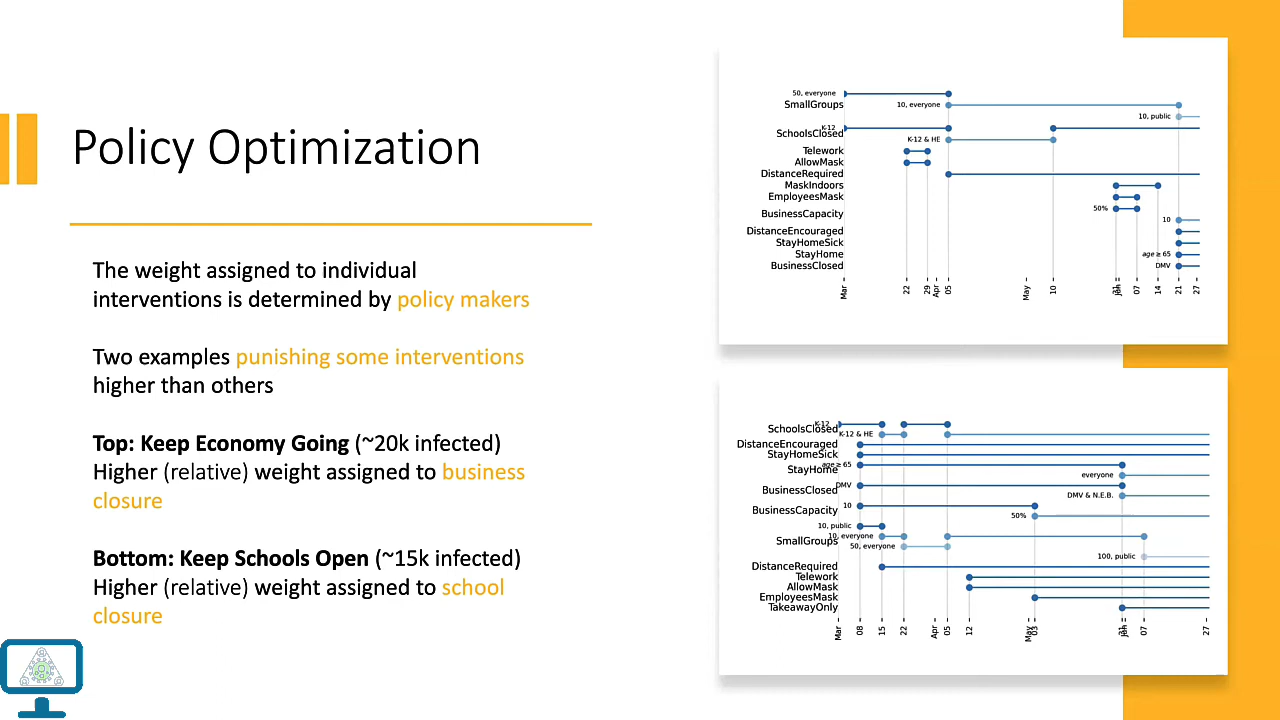 Policy Optimization
The weight assigned to individual
interventions is determined by policy makers
Two examples punishing some interventions
higher than others
Top: Keep Economy Going (~20k infected)
Higher (relative) weight assigned to business
closure
Bottom: Keep Schools Open (~15k infected)
Higher (relative) weight assigned to school
closure
50, everyone
SmallGroups
10, everyone
10, public
K-12
SchoolsClosed
K-12 & HE
Telework
AllowMask
DistanceRequired
MaskIndoors
EmployeesMask
50%
BusinessCapacity
10
DistanceEncouraged
StayHomeSick
StayHome
age ≥ 65
BusinessClosed
DMV
Mar
22
29
Apr
05
May
10
31
Jun
07
14
21
27
K-12
SchoolsClosed
K-12 & HE
DistanceEncouraged
StayHomeSick
age ≥ 65
StayHome
everyone
DMV
BusinessClosed
DMV & N.E.B.
10
BusinessCapacity
50%
10, public
10, everyone
SmallGroups
50, everyone
100, public
DistanceRequired
Telework
AllowMask
EmployeesMask
TakeawayOnly
Mar
08
15
22
Apr
05
12
May
03
31
Jun
07
27